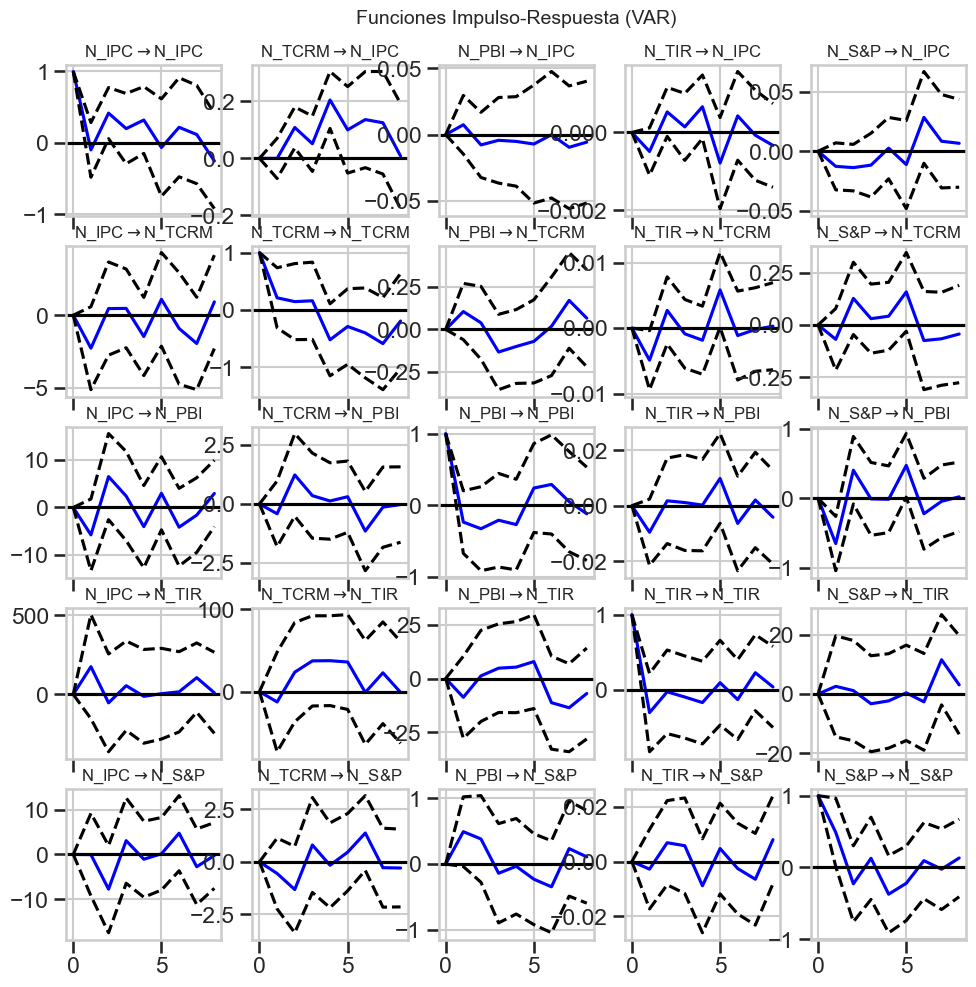 Funciones Impulso-Respuesta (VAR)
N_IPC→N_IPC
N_TCRM→N_IPC
N_PBI→N_IPC
N_TIR→N_IPC
N_S&P→N_IPC
1
0
−1
0.2
0.0
−0.2
0.05
0.00
−0.05
0.000
−0.002
0.05
0.00
−0.05
N_IPC→N_TCRM
N_TCRM→N_TCRM
N_PBI→N_TCRM
N_TIR→N_TCRM
N_S&P→N_TCRM
0
−5
1
0
−1
0.25
0.00
−0.25
0.01
0.00
−0.01
0.25
0.00
−0.25
N_IPC→N_PBI
N_TCRM→N_PBI
N_PBI→N_PBI
N_TIR→N_PBI
N_S&P→N_PBI
10
0
−10
2.5
0.0
−2.5
1
0
−1
0.02
0.00
−0.02
1
0
−1
N_IPC→N_TIR
N_TCRM→N_TIR
N_PBI→N_TIR
N_TIR→N_TIR
N_S&P→N_TIR
500
0
100
0
25
0
−25
1
0
20
0
−20
N_IPC→N_S&P
N_TCRM→N_S&P
N_PBI→N_S&P
N_TIR→N_S&P
N_S&P→N_S&P
10
0
−10
2.5
0.0
−2.5
1
0
−1
0.02
0.00
−0.02
1
0
−1
0 5 0 5 0 5 0 5 0 5